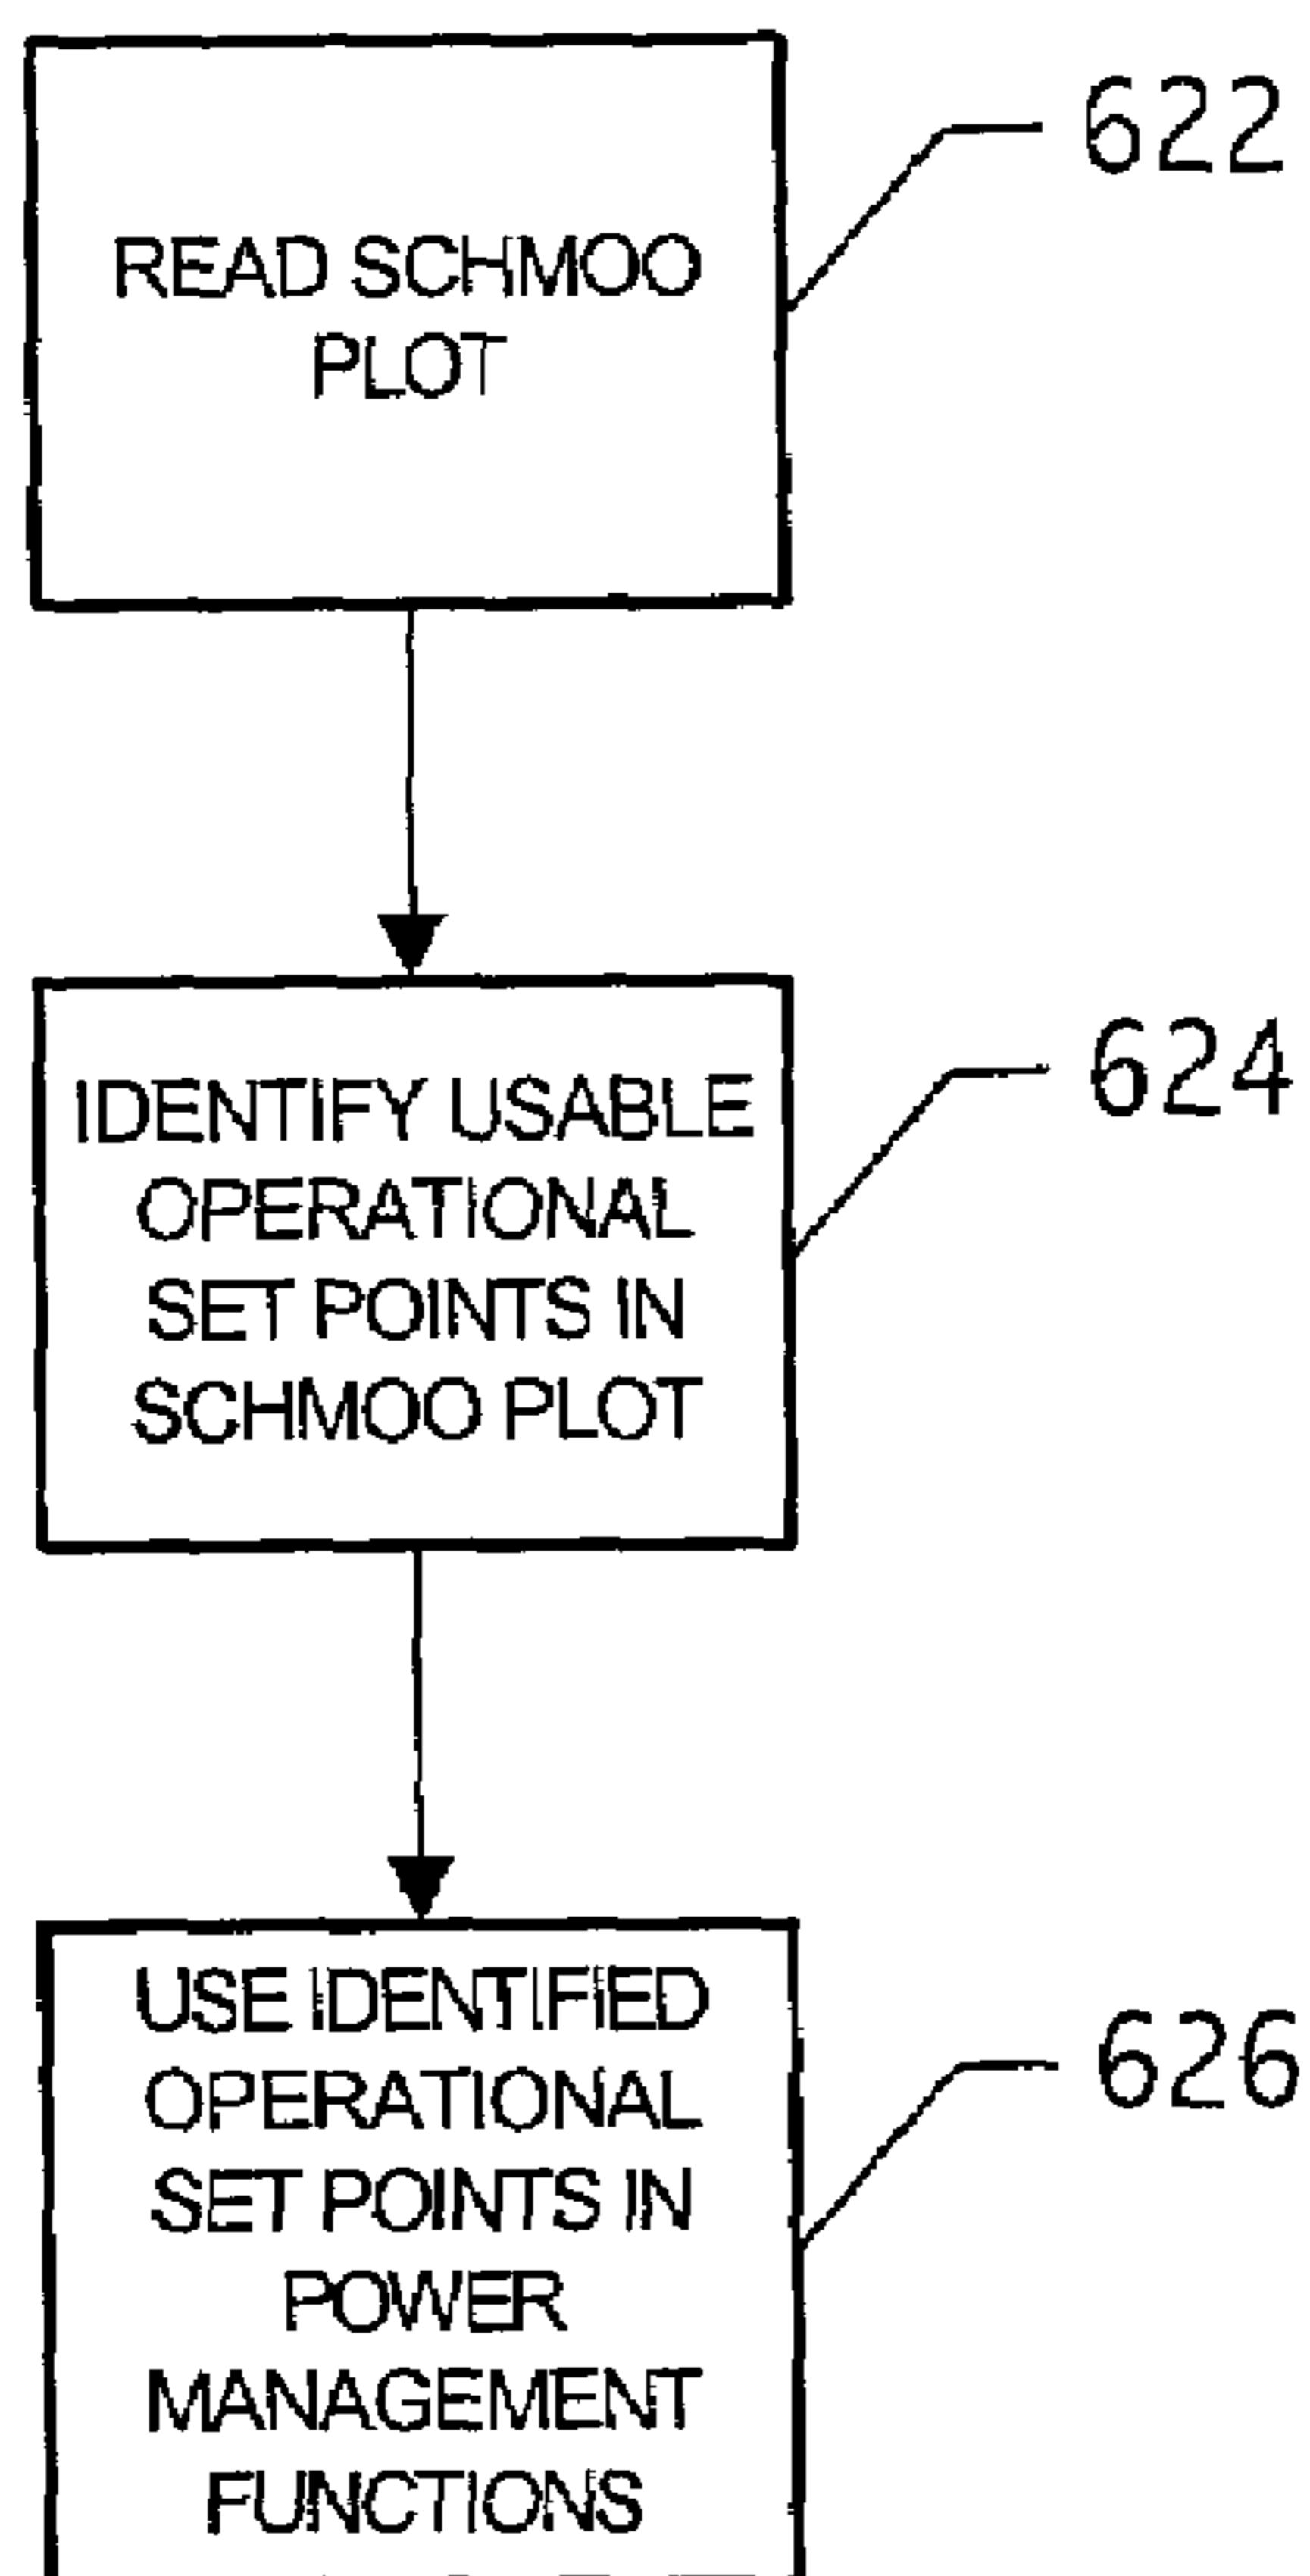 READ SCHMOO
PLOT
622
IDENTIFY USABLE
OPERATIONAL
SET POINTS IN
SCHMOO PLOT
624
USE IDENTIFIED
OPERATIONAL
SET POINTS IN
POWER
MANAGEMENT
FUNCTIONS
626